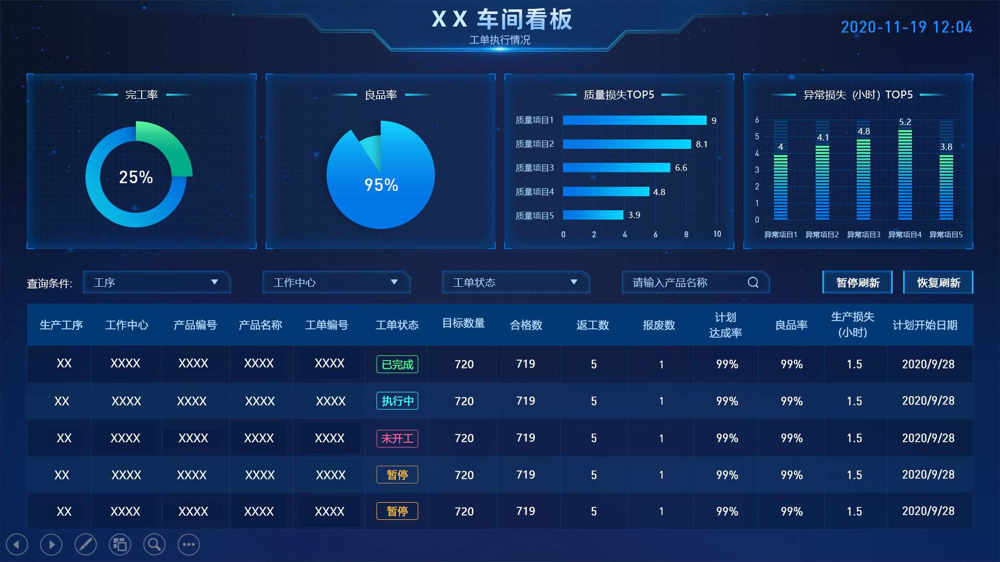 XX 车间看板
工单执行情况
2020-11-19 12:04
完工率
25%
良品率
95%
质量损失TOP5
质量项目1 9
质量项目2 8.1
质量项目3 6.6
质量项目4 4.8
质量项目5 3.9
0 2 4 6 8 10
异常损失（小时）TOP5
6
5
4
3
2
1
0
4 4.1 4.8 5.2 3.8
异常项目1 异常项目2 异常项目3 异常项目4 异常项目5
查询条件: 工序 工作中心 工单状态 请输入产品名称 暂停刷新 恢复刷新
生产工序 工作中心 产品编号 产品名称 工单编号 工单状态 目标数量 合格数 返工数 报废数 计划达成率 良品率 生产损失(小时) 计划开始日期
XX XXXX XXXX XXXX XXXX 已完成 720 719 5 1 99% 99% 1.5 2020/9/28
XX XXXX XXXX XXXX XXXX 执行中 720 719 5 1 99% 99% 1.5 2020/9/28
XX XXXX XXXX XXXX XXXX 未开工 720 719 5 1 99% 99% 1.5 2020/9/28
XX XXXX XXXX XXXX XXXX 暂停 720 719 5 1 99% 99% 1.5 2020/9/28
XX XXXX XXXX XXXX XXXX 暂停 720 719 5 1 99% 99% 1.5 2020/9/28